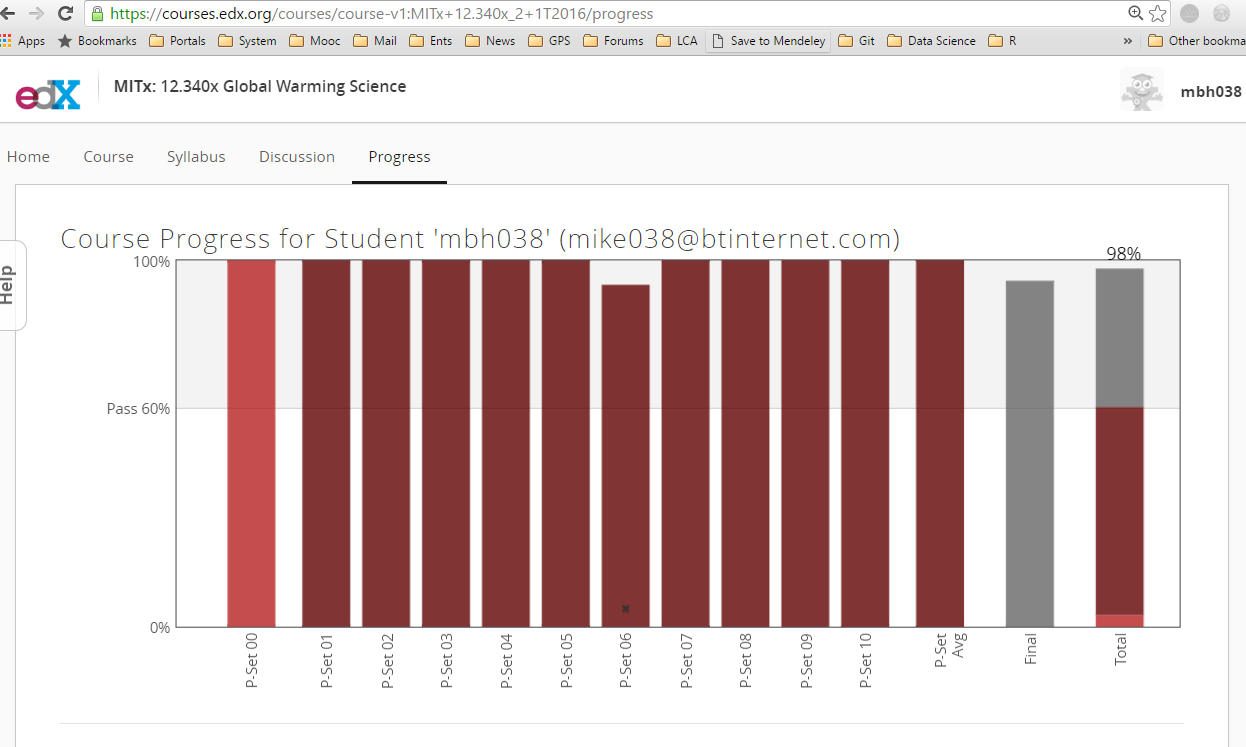 https://courses.edx.org/courses/course-v1:MITx+12.340x_2+1T2016/progress
Apps Bookmarks Portals System Mooc Mail Ents News GPS Forums LCA Save to Mendeley Git Data Science R » Other bookma
edX MITx: 12.340x Global Warming Science mbh038
Home Course Syllabus Discussion Progress
Help
Course Progress for Student 'mbh038' (mike038@btinternet.com)
98%
100%
Pass 60%
0%
P-Set 00
P-Set 01
P-Set 02
P-Set 03
P-Set 04
P-Set 05
P-Set 06
P-Set 07
P-Set 08
P-Set 09
P-Set 10
P-Set
Avg
Final
Total